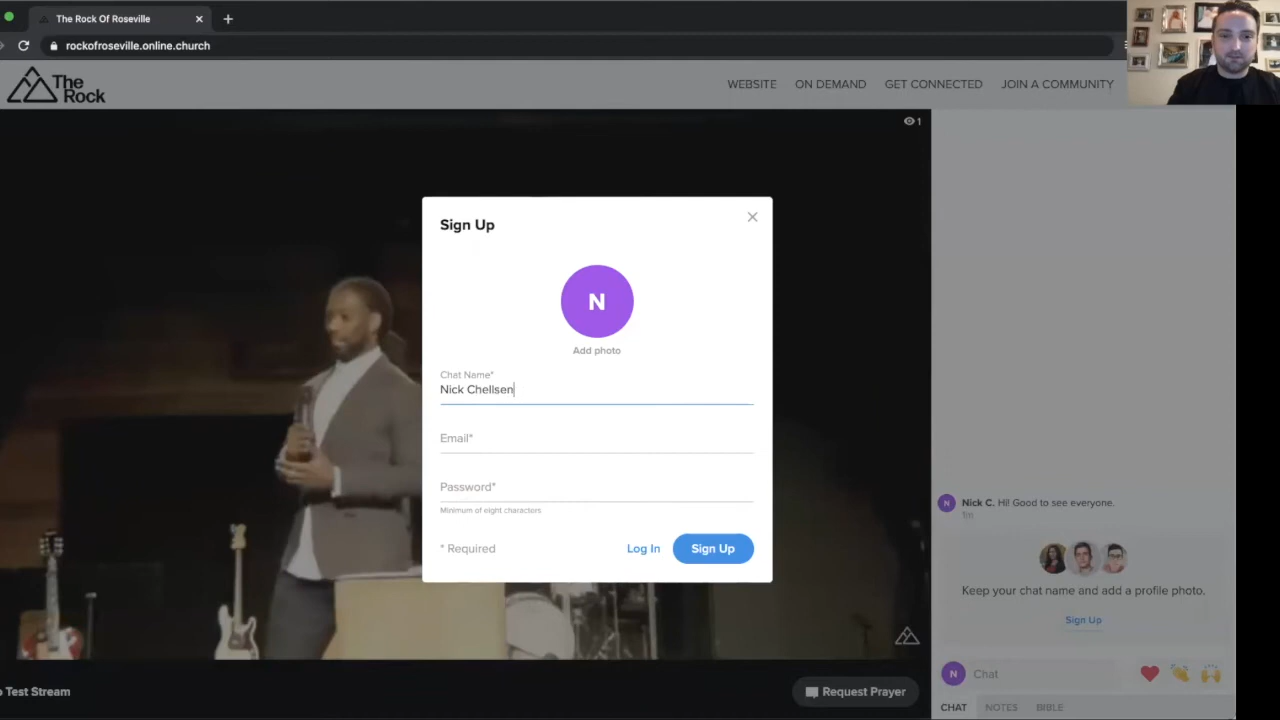 The Rock Of Roseville
rockofroseville.online.church
The
Rock
WEBSITE ON DEMAND GET CONNECTED JOIN A COMMUNITY
1
Sign Up
N
Add photo
Chat Name*
Nick Chellsen
Email*
Password*
Minimum of eight characters
* Required Log In Sign Up
N Nick C. Hi! Good to see everyone.
1m
Keep your chat name and add a profile photo.
Sign Up
N Chat
Test Stream
Request Prayer
CHAT NOTES BIBLE